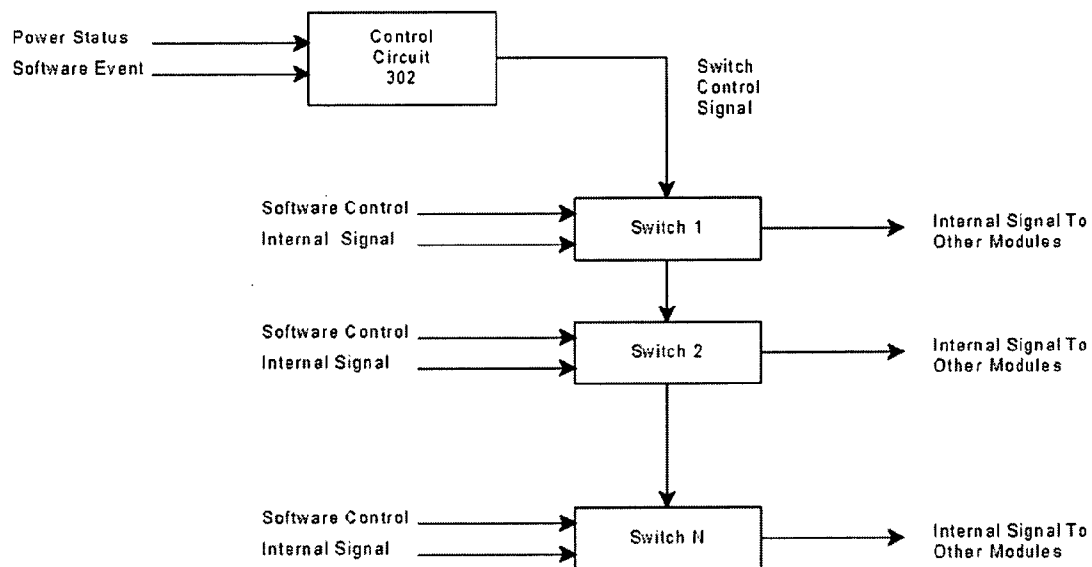 Power Status
Software Event
Control
Circuit
302
Switch
Control
Signal
Software Control
Internal Signal
Switch 1
Internal Signal To
Other Modules
Software Control
Internal Signal
Switch 2
Internal Signal To
Other Modules
Software Control
Internal Signal
Switch N
Internal Signal To
Other Modules